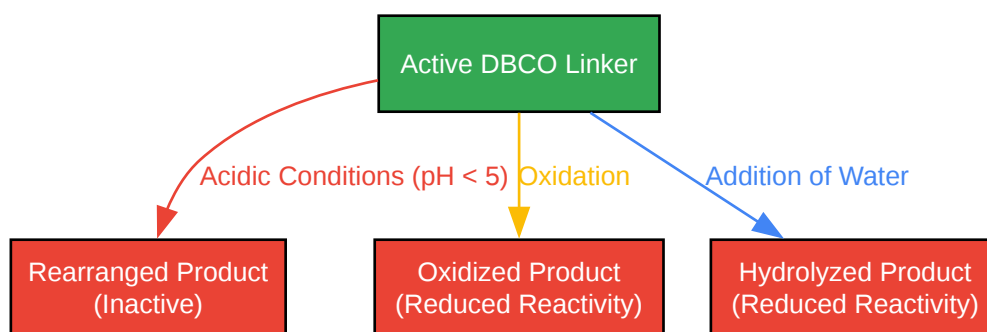 Active DBCO Linker
Acidic Conditions (pH < 5)
Oxidation
Addition of Water
Rearranged Product
(Inactive)
Oxidized Product
(Reduced Reactivity)
Hydrolyzed Product
(Reduced Reactivity)